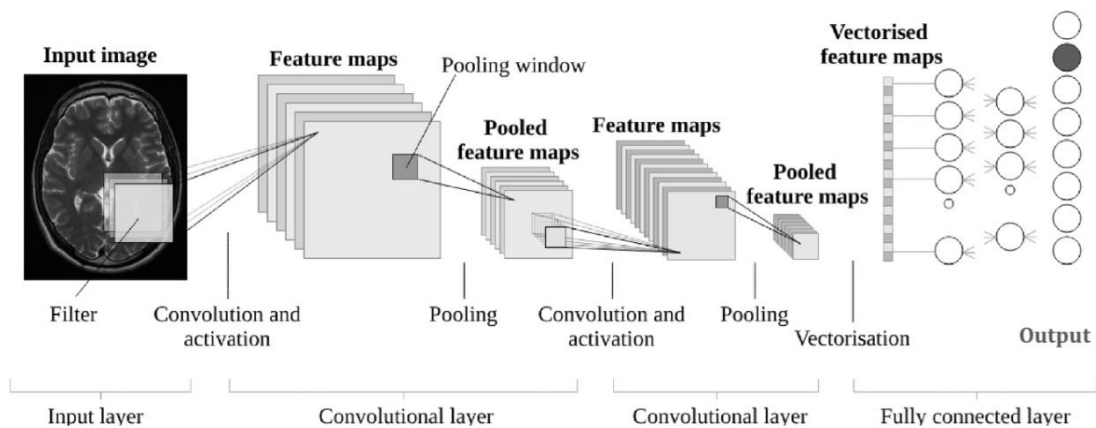 Input image
Feature maps
Pooling window
Pooled
feature maps
Feature maps
Pooled
feature maps
Vectorised
feature maps
Filter
Convolution and
activation
Pooling
Convolution and
activation
Pooling
Vectorisation
Output
Input layer
Convolutional layer
Convolutional layer
Fully connected layer